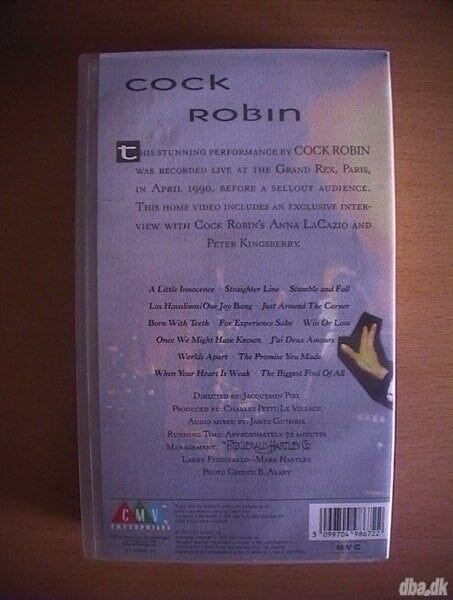 COCK
ROBIN
THIS STUNNING PERFORMANCE BY COCK ROBIN
WAS RECORDED LIVE AT THE GRAND REX, PARIS,
IN APRIL 1990, BEFORE A SELLOUT AUDIENCE.
THIS HOME VIDEO INCLUDES AN EXCLUSIVE INTER-
VIEW WITH COCK ROBIN'S ANNA LACAZIO AND
PETER KINGSBERRY.
A Little Innocence · Straighter Line · Stumble and Fall
Los Havalinos/One Joy Bang · Just Around The Corner
Born With Teeth · For Experience Sake · Win Or Lose
Once We Might Have Known · J'ai Deux Amours
Worlds Apart · The Promise You Made
When Your Heart Is Weak · The Biggest Fool Of All
DIRECTED BY: JACQUEMIN PIEL
PRODUCED BY: CHARLES PETIT/LE VILLAGE
AUDIO MIXED BY: JAMES GUTHRIE
RUNNING TIME: APPROXIMATELY 72 MINUTES
MANAGEMENT: THE FITZGERALD HARTLEY CO
LARRY FITZGERALD—MARK HARTLEY
PHOTO CREDIT: B. ALARY
CMV
ENTERPRISES
5 099704 986722
MVC
dba.dk